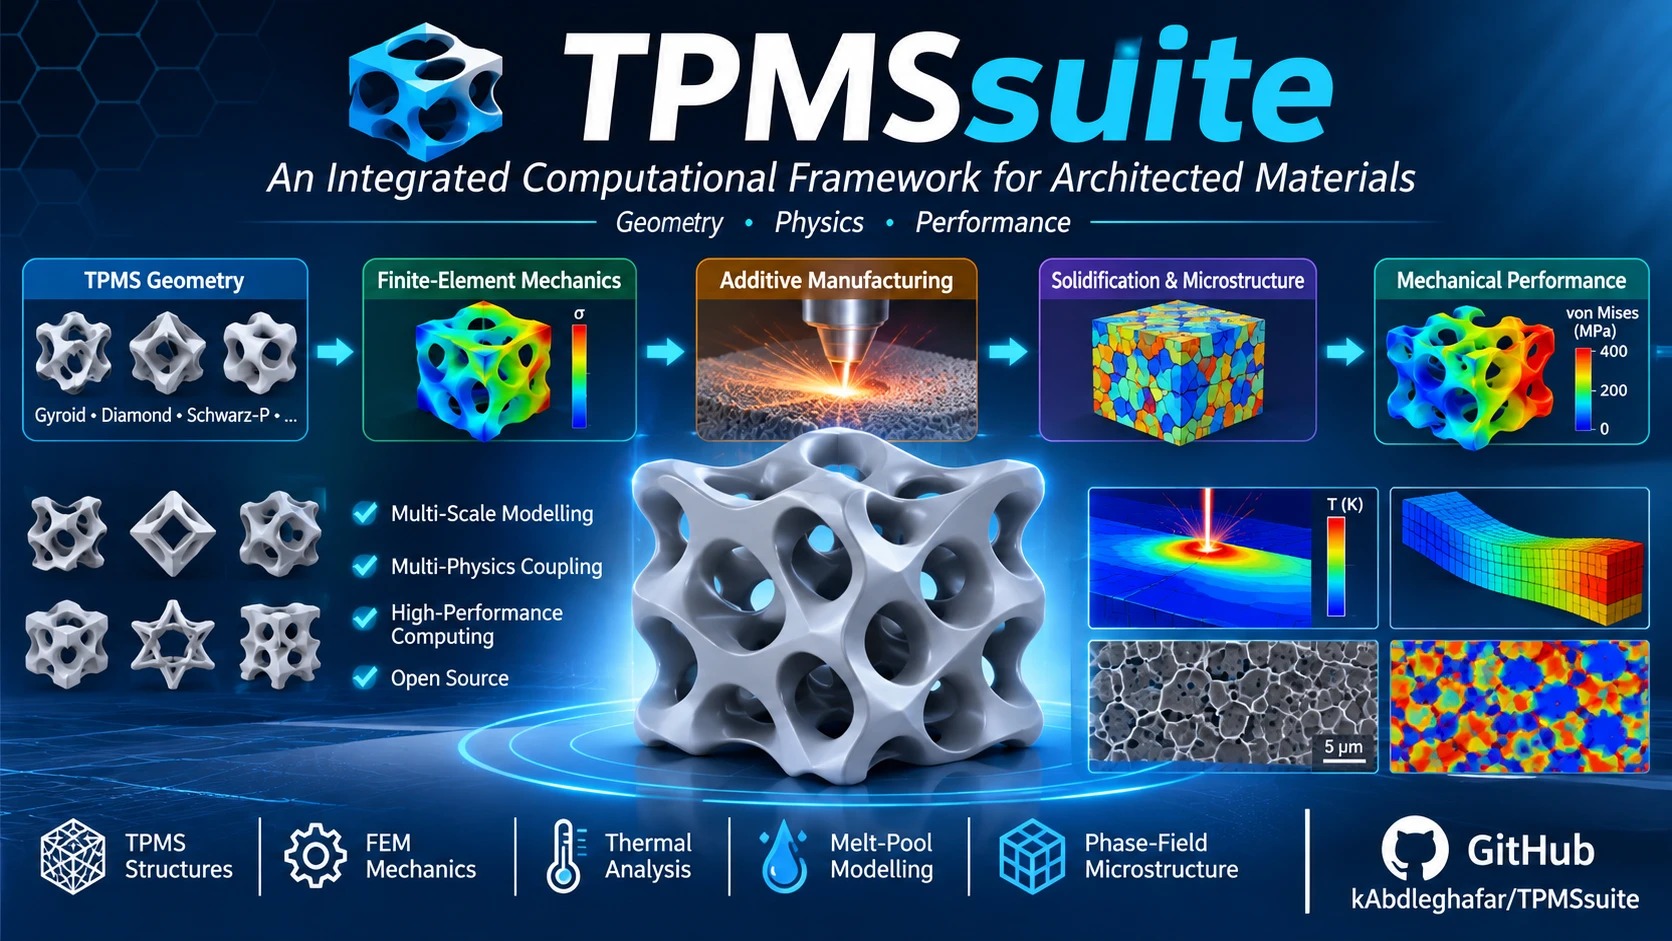 TPMSsuite
An Integrated Computational Framework for Architected Materials
Geometry • Physics • Performance
TPMS Geometry
Gyroid • Diamond • Schwarz-P • ...
Finite-Element Mechanics
σ
Additive Manufacturing
Solidification & Microstructure
Mechanical Performance
von Mises
(MPa)
400
200
0
Multi-Scale Modelling
Multi-Physics Coupling
High-Performance
Computing
Open Source
T (K)
5 µm
TPMS
Structures
FEM
Mechanics
Thermal
Analysis
Melt-Pool
Modelling
Phase-Field
Microstructure
GitHub
kAbdleghafar/TPMSsuite